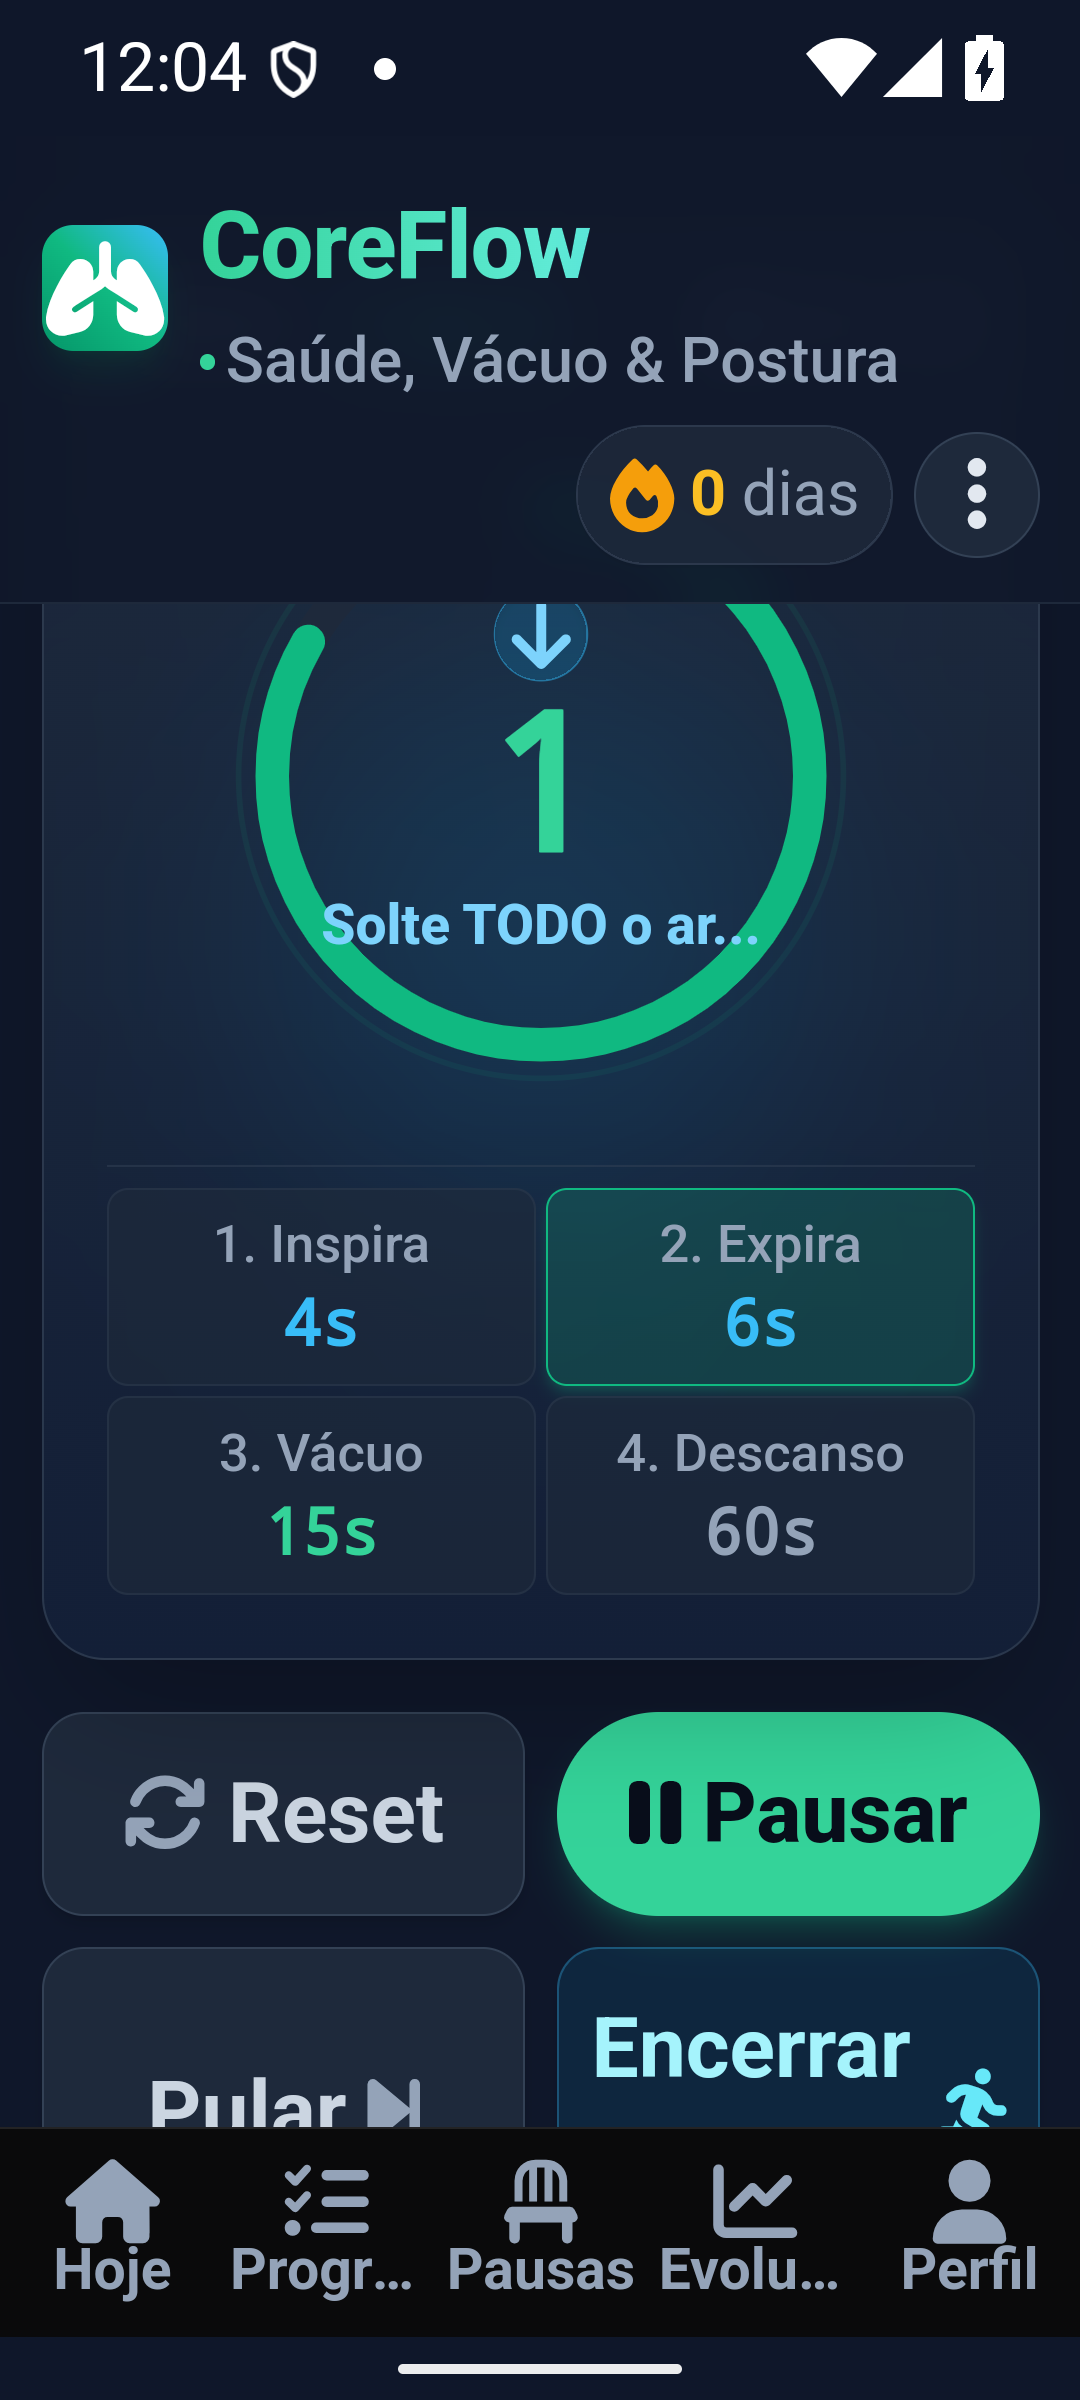 12:04
CoreFlow
Saúde, Vácuo & Postura
0 dias
1
Solte TODO o ar...
1. Inspira
4s
2. Expira
6s
3. Vácuo
15s
4. Descanso
60s
Reset
Pausar
Pular
Encerrar
Hoje
Progr...
Pausas
Evolu...
Perfil